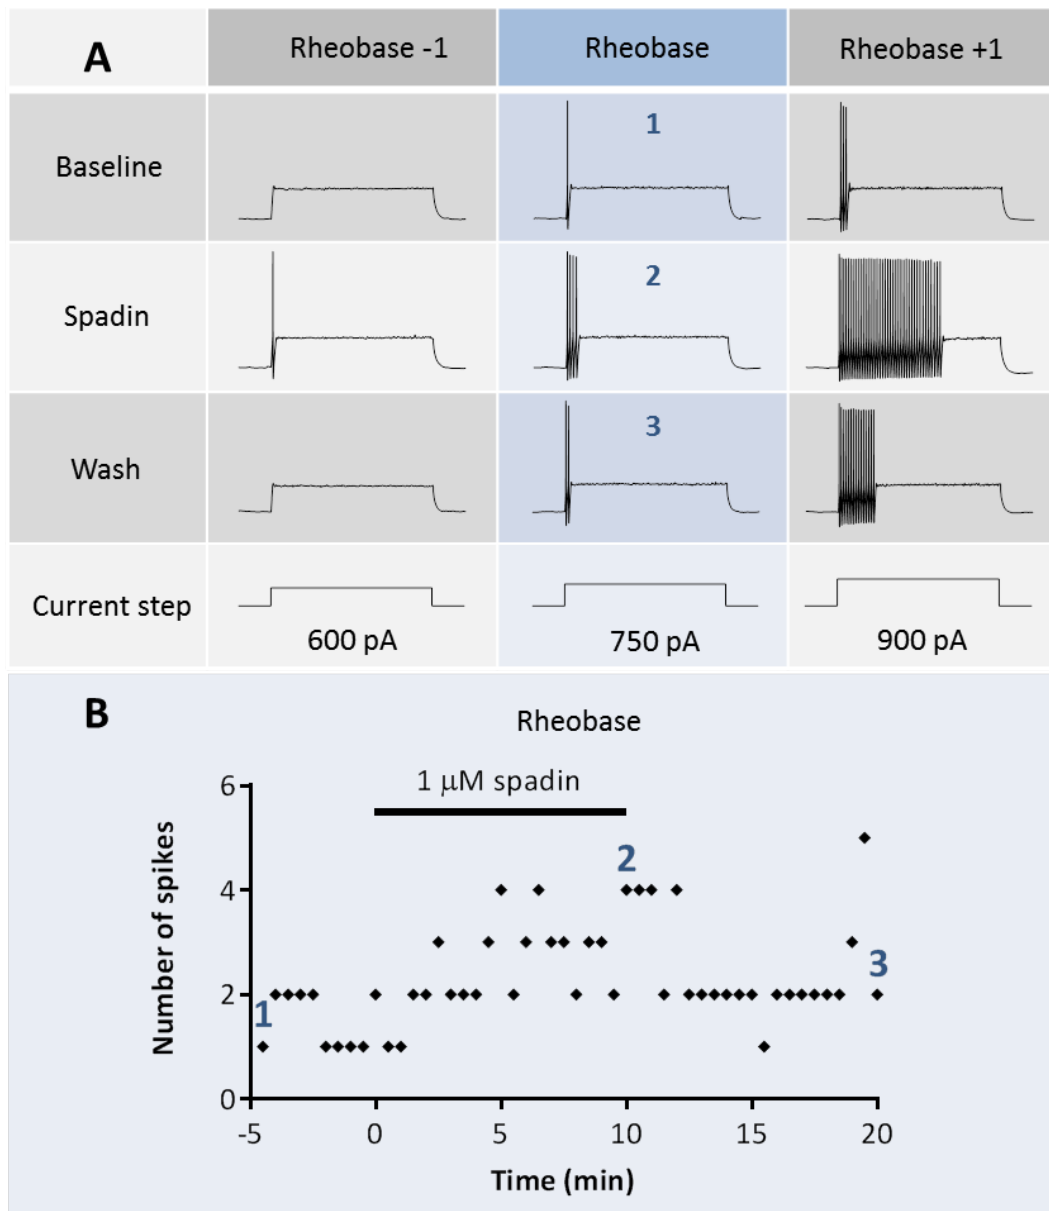 A
Rheobase -1
Rheobase
Rheobase +1
Baseline
1
Spadin
2
Wash
3
Current step
600 pA
750 pA
900 pA
B
Rheobase
1 μM spadin
Number of spikes
6
4
2
0
1
2
3
-5
0
5
10
15
20
Time (min)